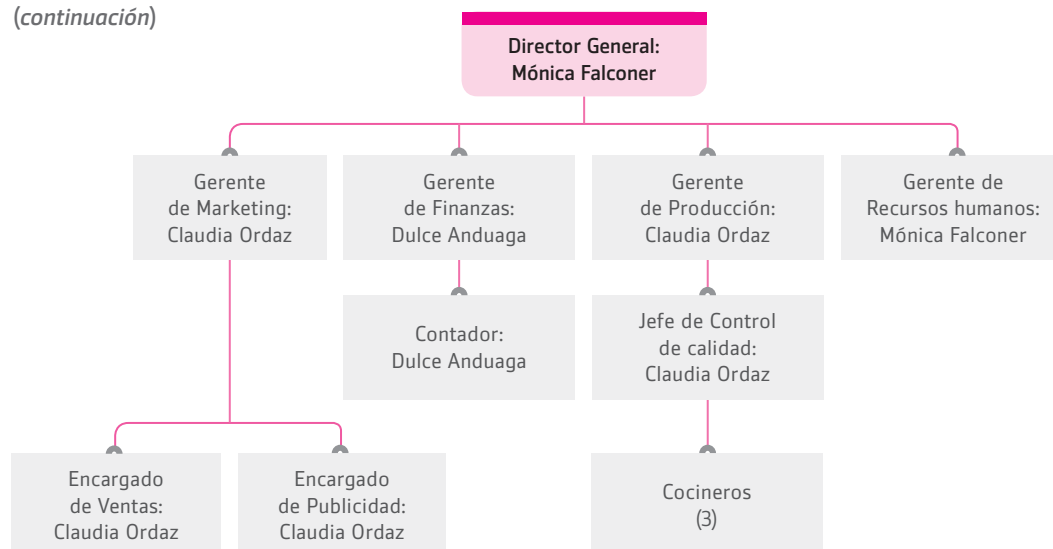 (continuación)
Director General:
Mónica Falconer
Gerente
de Marketing:
Claudia Ordaz
Gerente
de Finanzas:
Dulce Anduaga
Gerente
de Producción:
Claudia Ordaz
Gerente de
Recursos humanos:
Mónica Falconer
Contador:
Dulce Anduaga
Jefe de Control
de calidad:
Claudia Ordaz
Encargado
de Ventas:
Claudia Ordaz
Encargado
de Publicidad:
Claudia Ordaz
Cocineros
(3)